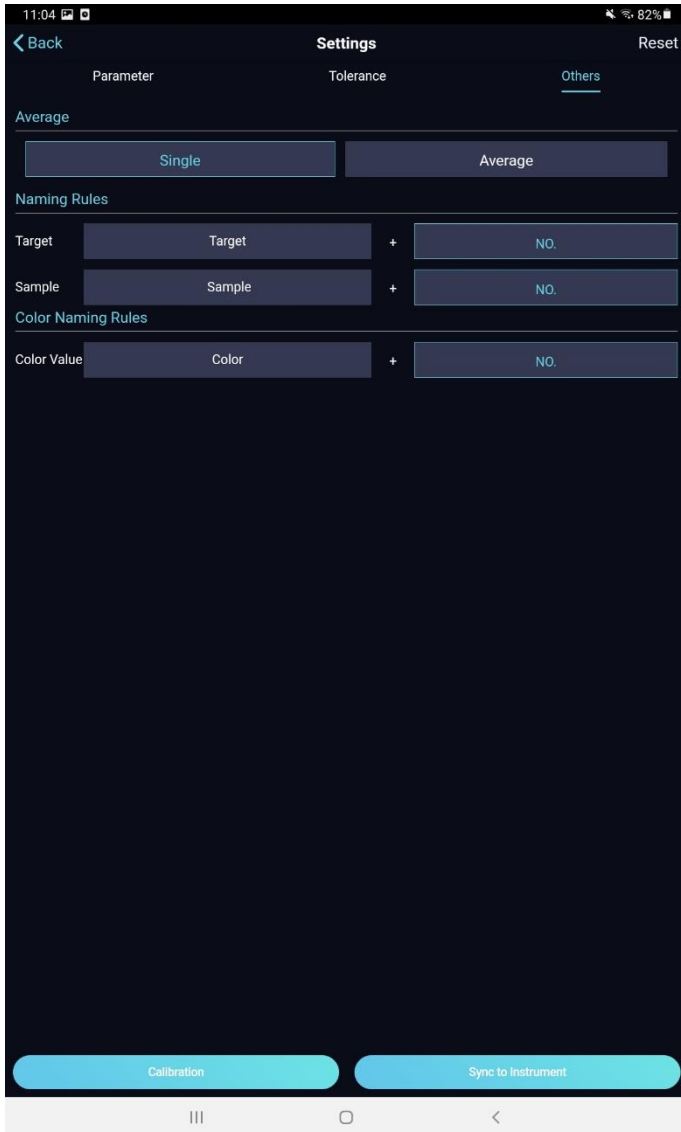 11:04 82%
Back Settings Reset
Parameter Tolerance Others
Average
Single Average
Naming Rules
Target Target + NO.
Sample Sample + NO.
Color Naming Rules
Color Value Color + NO.
Calibration Sync to Instrument